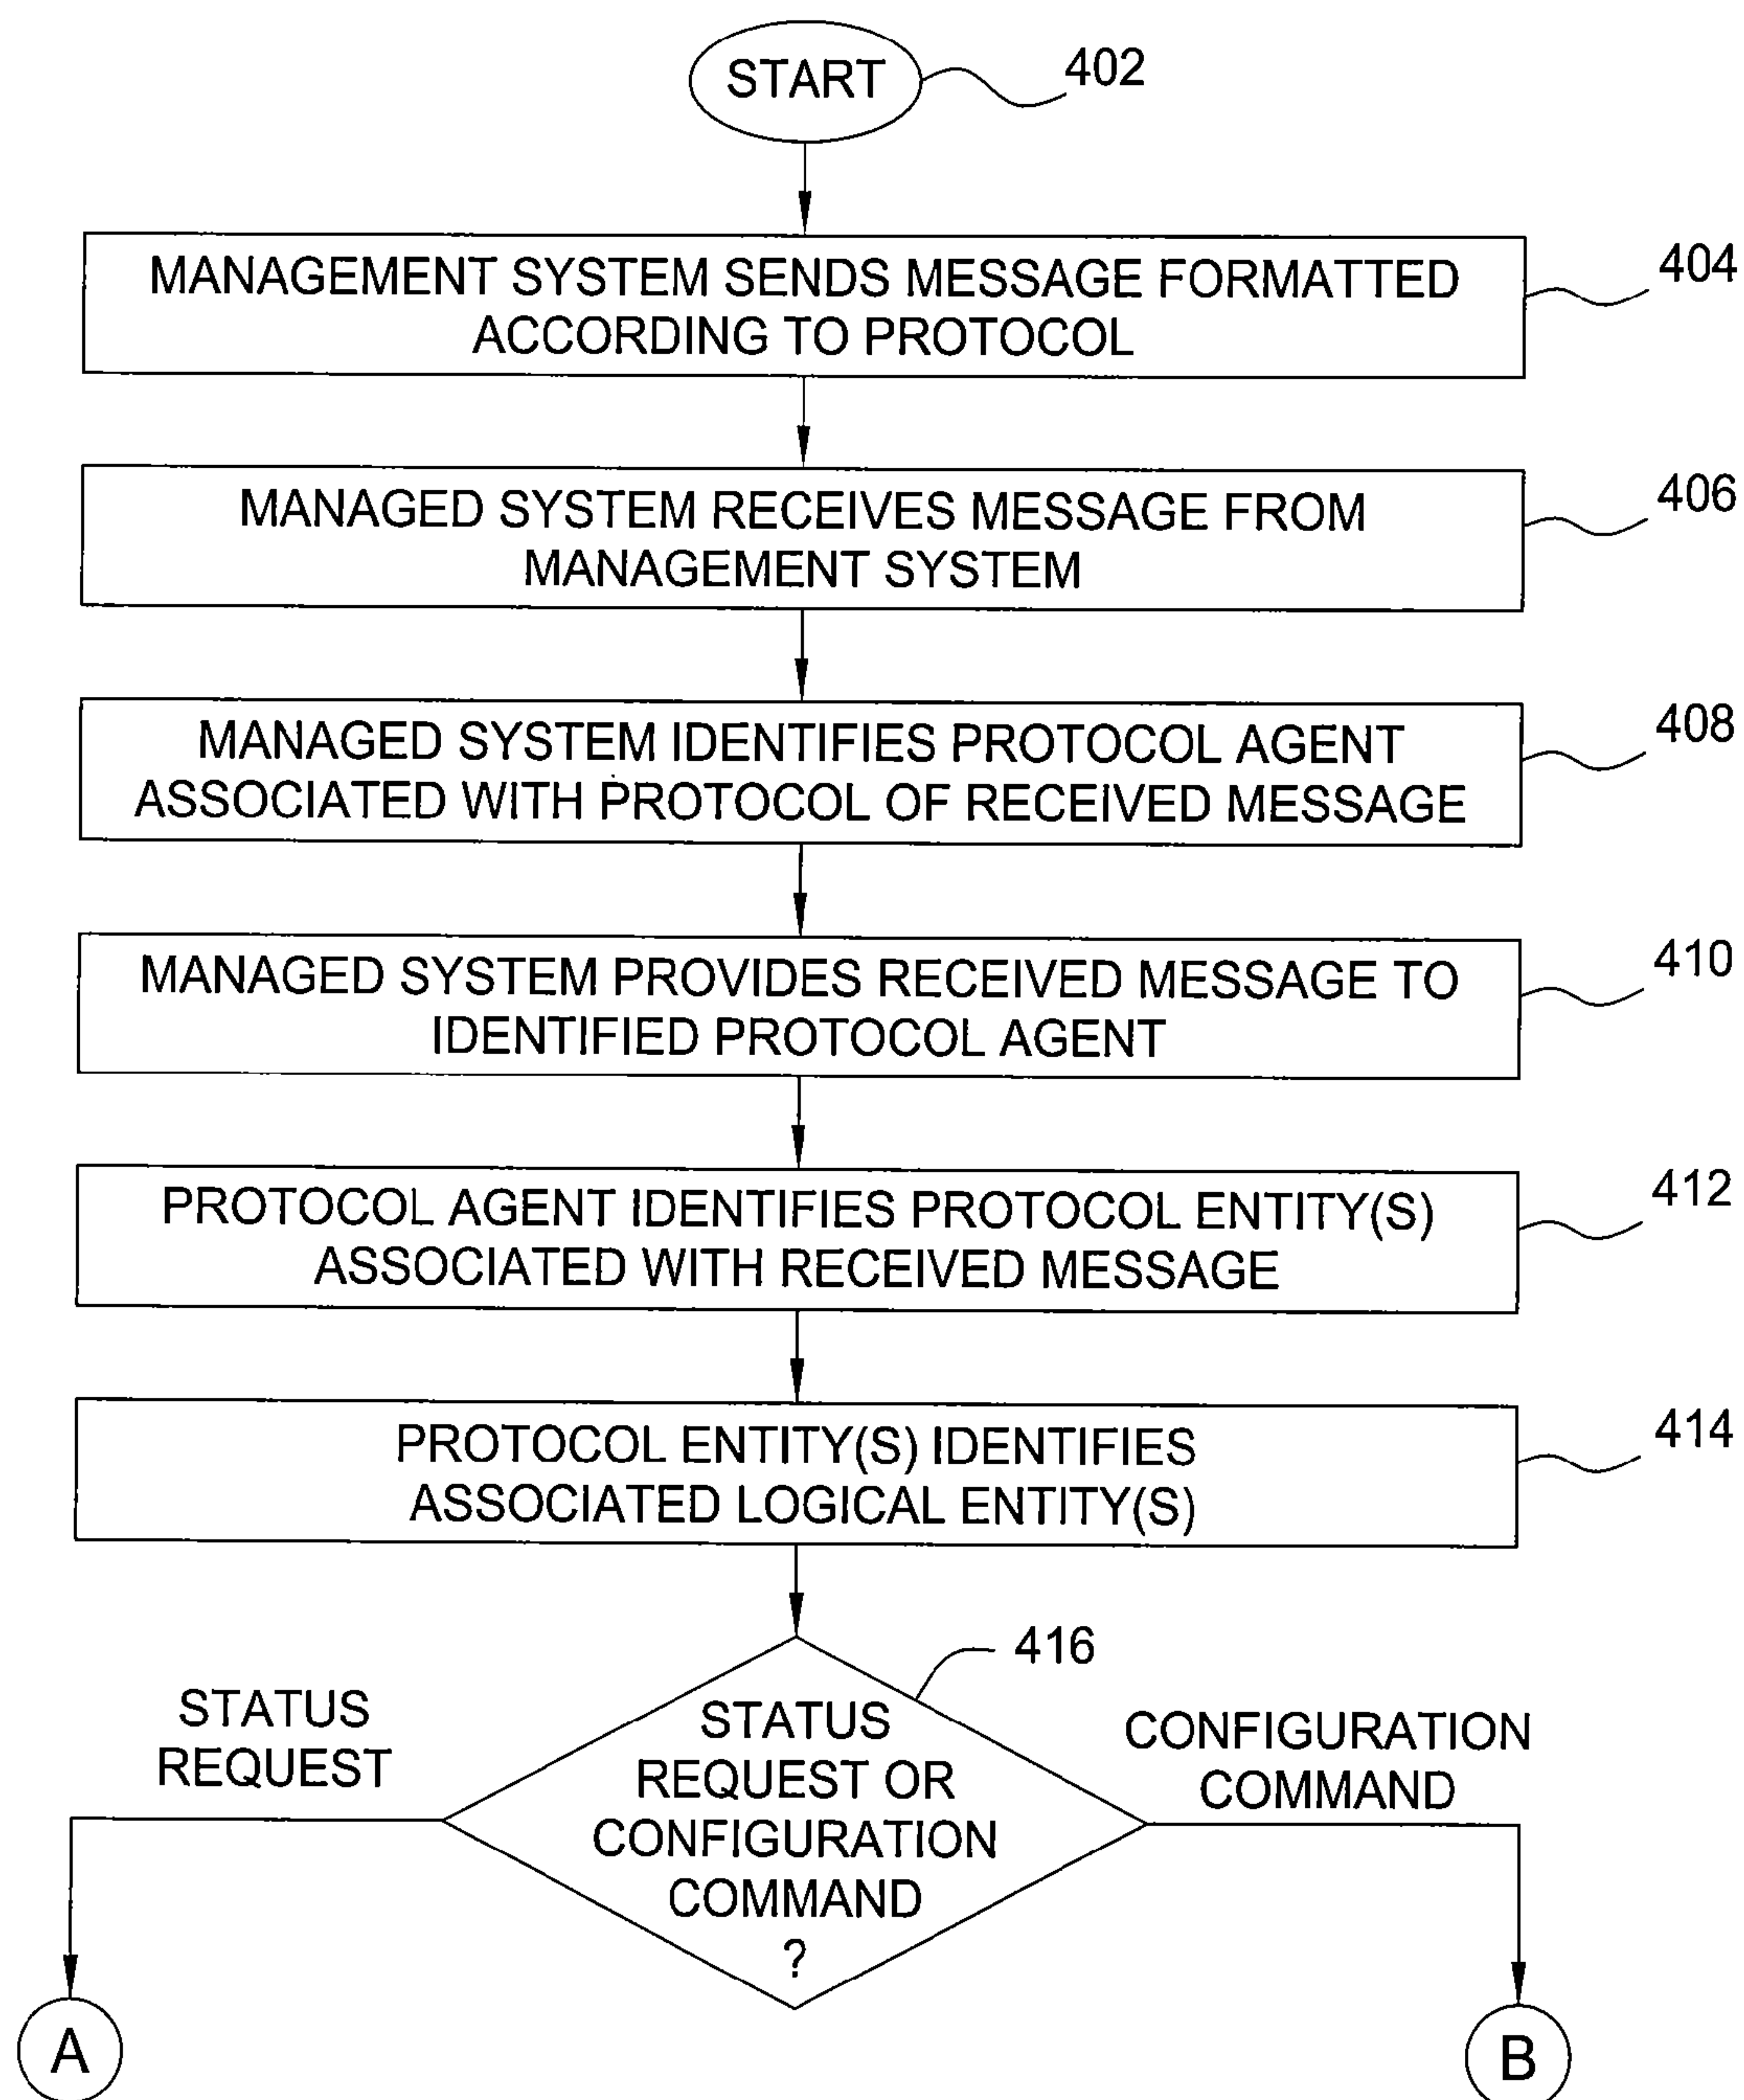 START
402
MANAGEMENT SYSTEM SENDS MESSAGE FORMATTED
ACCORDING TO PROTOCOL
404
MANAGED SYSTEM RECEIVES MESSAGE FROM
MANAGEMENT SYSTEM
406
MANAGED SYSTEM IDENTIFIES PROTOCOL AGENT
ASSOCIATED WITH PROTOCOL OF RECEIVED MESSAGE
408
MANAGED SYSTEM PROVIDES RECEIVED MESSAGE TO
IDENTIFIED PROTOCOL AGENT
410
PROTOCOL AGENT IDENTIFIES PROTOCOL ENTITY(S)
ASSOCIATED WITH RECEIVED MESSAGE
412
PROTOCOL ENTITY(S) IDENTIFIES
ASSOCIATED LOGICAL ENTITY(S)
414
416
STATUS
REQUEST
STATUS
REQUEST OR
CONFIGURATION
COMMAND
?
CONFIGURATION
COMMAND
A
B